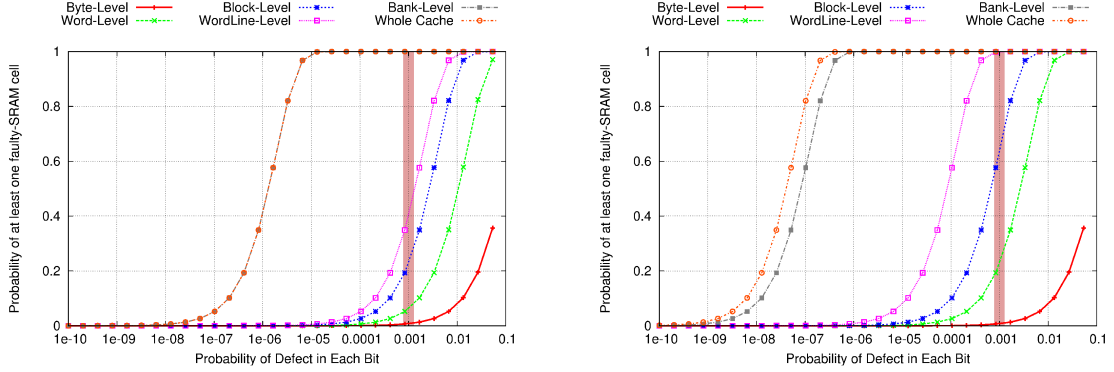 Byte-Level Block-Level Bank-Level
Word-Level WordLine-Level Whole Cache
Probability of at least one faulty-SRAM cell
1
0.8
0.6
0.4
0.2
0
1e-10 1e-09 1e-08 1e-07 1e-06 1e-05 0.0001 0.001 0.01 0.1
Probability of Defect in Each Bit
Byte-Level Block-Level Bank-Level
Word-Level WordLine-Level Whole Cache
Probability of at least one faulty-SRAM cell
1
0.8
0.6
0.4
0.2
0
1e-10 1e-09 1e-08 1e-07 1e-06 1e-05 0.0001 0.001 0.01 0.1
Probability of Defect in Each Bit